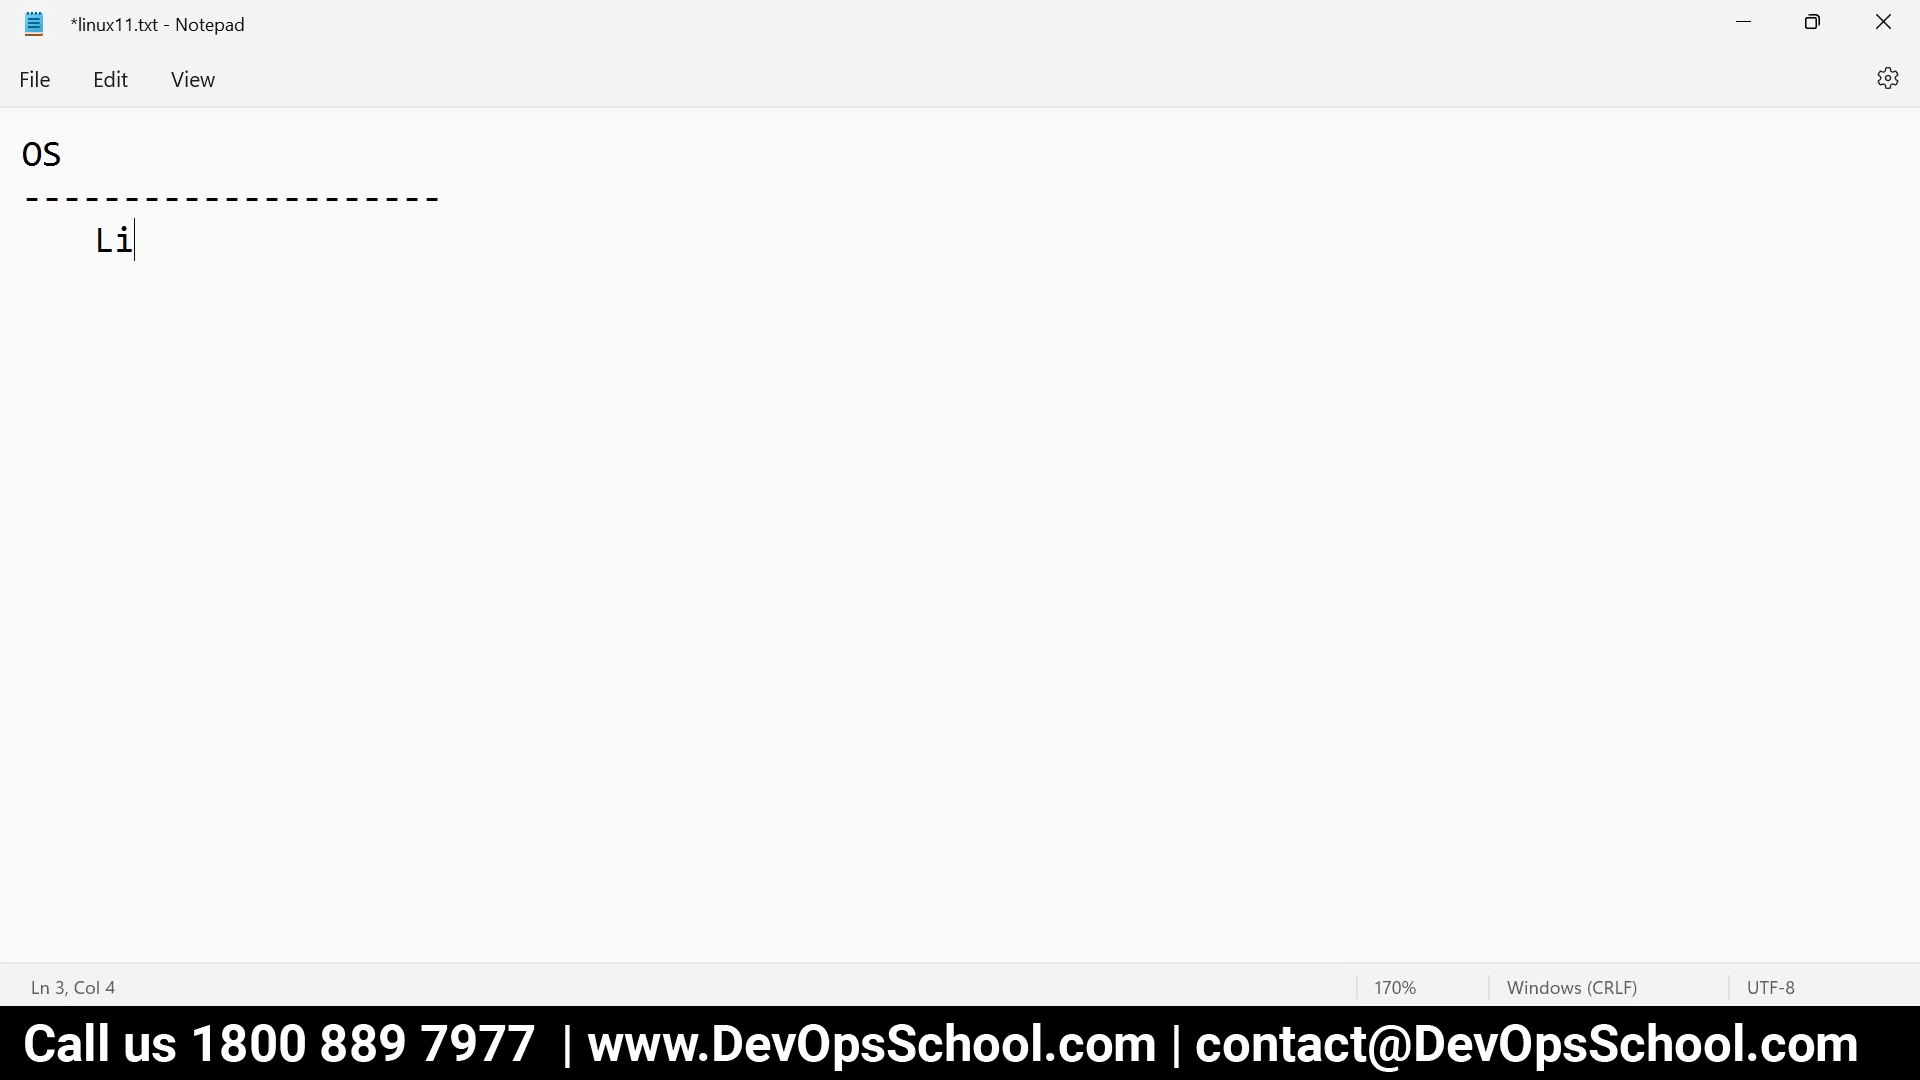 *linux11.txt - Notepad
File Edit View
OS
---------------------
Li
Ln 3, Col 4 170% Windows (CRLF) UTF-8
Call us 1800 889 7977 | www.DevOpsSchool.com | contact@DevOpsSchool.com